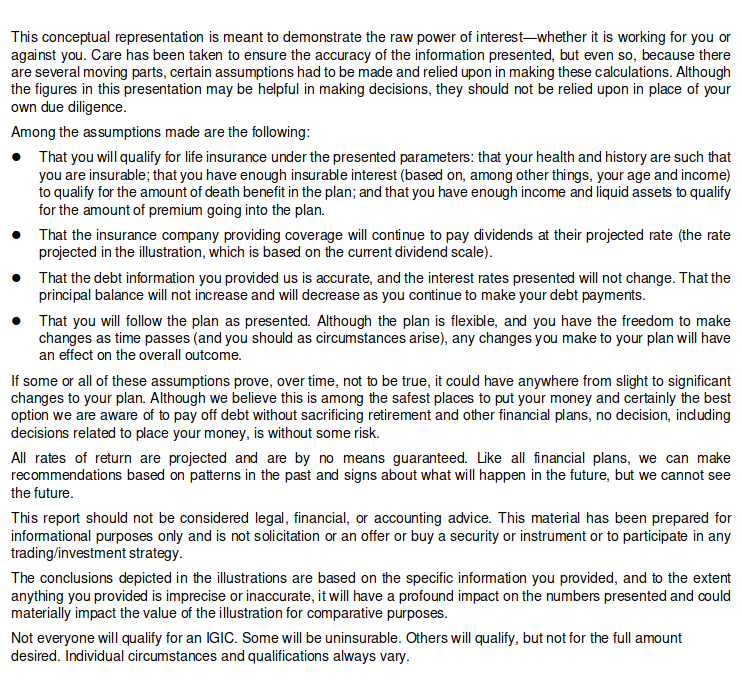 This conceptual representation is meant to demonstrate the raw power of interest—whether it is working for you or
against you. Care has been taken to ensure the accuracy of the information presented, but even so, because there
are several moving parts, certain assumptions had to be made and relied upon in making these calculations. Although
the figures in this presentation may be helpful in making decisions, they should not be relied upon in place of your
own due diligence.
Among the assumptions made are the following:
● That you will qualify for life insurance under the presented parameters: that your health and history are such that
you are insurable; that you have enough insurable interest (based on, among other things, your age and income)
to qualify for the amount of death benefit in the plan; and that you have enough income and liquid assets to qualify
for the amount of premium going into the plan.
● That the insurance company providing coverage will continue to pay dividends at their projected rate (the rate
projected in the illustration, which is based on the current dividend scale).
● That the debt information you provided us is accurate, and the interest rates presented will not change. That the
principal balance will not increase and will decrease as you continue to make your debt payments.
● That you will follow the plan as presented. Although the plan is flexible, and you have the freedom to make
changes as time passes (and you should as circumstances arise), any changes you make to your plan will have
an effect on the overall outcome.
If some or all of these assumptions prove, over time, not to be true, it could have anywhere from slight to significant
changes to your plan. Although we believe this is among the safest places to put your money and certainly the best
option we are aware of to pay off debt without sacrificing retirement and other financial plans, no decision, including
decisions related to place your money, is without some risk.
All rates of return are projected and are by no means guaranteed. Like all financial plans, we can make
recommendations based on patterns in the past and signs about what will happen in the future, but we cannot see
the future.
This report should not be considered legal, financial, or accounting advice. This material has been prepared for
informational purposes only and is not solicitation or an offer or buy a security or instrument or to participate in any
trading/investment strategy.
The conclusions depicted in the illustrations are based on the specific information you provided, and to the extent
anything you provided is imprecise or inaccurate, it will have a profound impact on the numbers presented and could
materially impact the value of the illustration for comparative purposes.
Not everyone will qualify for an IGIC. Some will be uninsurable. Others will qualify, but not for the full amount
desired. Individual circumstances and qualifications always vary.